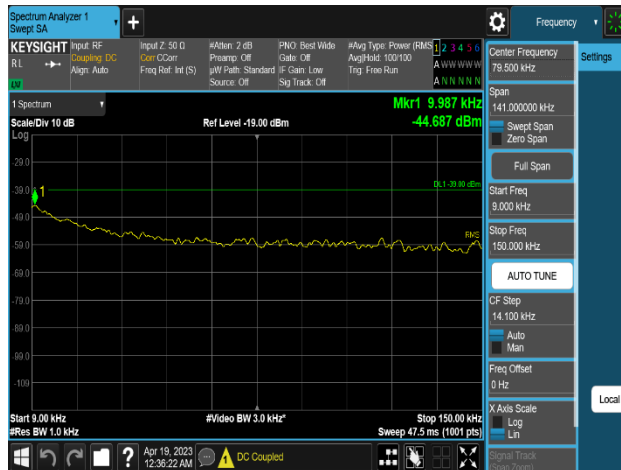 Spectrum Analyzer 1
Swept SA
Frequency
KEYSIGHT
RL
Input: RF
Coupling: DC
Align: Auto
Input Z: 50 Ω
Corr CCorr
Freq Ref: Int (S)
#Atten: 2 dB
Preamp: Off
µW Path: Standard
Source: Off
PNO: Best Wide
Gate: Off
IF Gain: Low
Sig Track: Off
#Avg Type: Power (RMS
Avg|Hold: 100/100
Trig: Free Run
1 2 3 4 5 6
A W W W W W
A N N N N N
1 Spectrum
Scale/Div 10 dB
Ref Level -19.00 dBm
Mkr1 9.987 kHz
-44.687 dBm
Log
-29.0
-39.0
-49.0
-59.0
-69.0
-79.0
-89.0
-99.0
-109
1
DL1 -39.00 dBm
RMS
Start 9.00 kHz
#Video BW 3.0 kHz*
Stop 150.00 kHz
#Res BW 1.0 kHz
Sweep 47.5 ms (1001 pts)
Center Frequency
79.500 kHz
Settings
Span
141.000000 kHz
Swept Span
Zero Span
Full Span
Start Freq
9.000 kHz
Stop Freq
150.000 kHz
AUTO TUNE
CF Step
14.100 kHz
Auto
Man
Freq Offset
0 Hz
X Axis Scale
Log
Lin
Local
Signal Track
(Span Zoom)
Apr 19, 2023
12:36:22 AM
DC Coupled